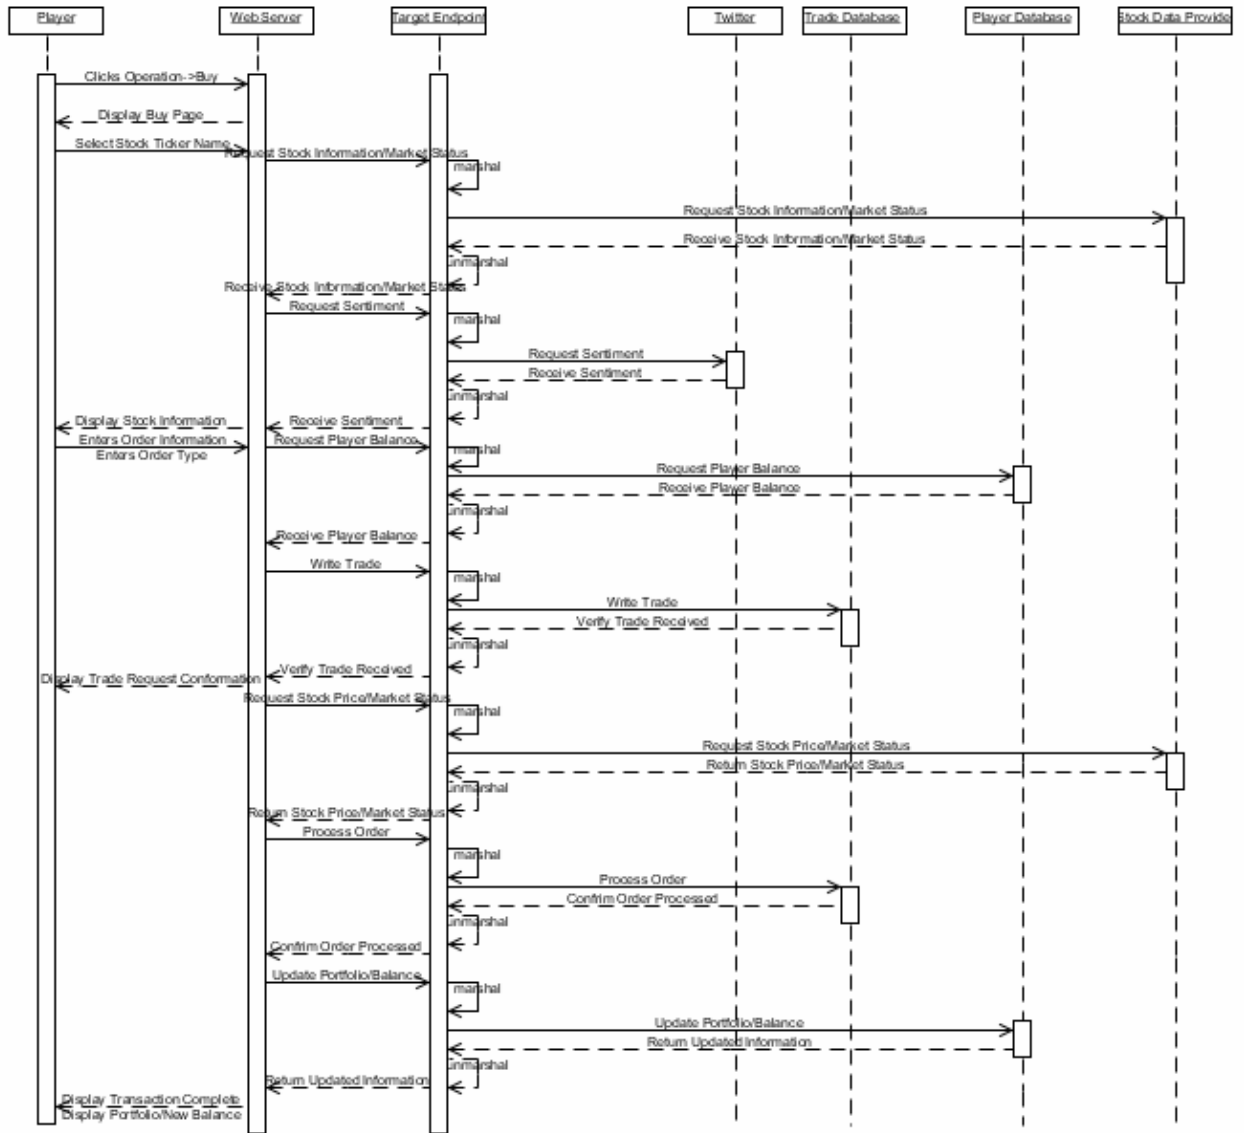 Player
Web Server
Target Endpoint
Twitter
Trade Database
Player Database
Stock Data Provide
Clicks Operation->Buy
Display Buy Page
Select Stock Ticker Name
Request Stock Information/Market Status
marshal
Request Stock Information/Market Status
Receive Stock Information/Market Status
unmarshal
Receive Stock Information/Market Status
Request Sentiment
marshal
Request Sentiment
Receive Sentiment
unmarshal
Display Stock Information
Receive Sentiment
Enters Order Information
Enters Order Type
Request Player Balance
marshal
Request Player Balance
Receive Player Balance
unmarshal
Receive Player Balance
Write Trade
marshal
Write Trade
Verify Trade Received
unmarshal
Verify Trade Received
Display Trade Request Conformation
Request Stock Price/Market Status
marshal
Request Stock Price/Market Status
Return Stock Price/Market Status
unmarshal
Return Stock Price/Market Status
Process Order
marshal
Process Order
Confrim Order Processed
unmarshal
Confrim Order Processed
Update Portfolio/Balance
marshal
Update Portfolio/Balance
Return Updated Information
unmarshal
Return Updated Information
Display Transaction Complete
Display Portfolio/New Balance